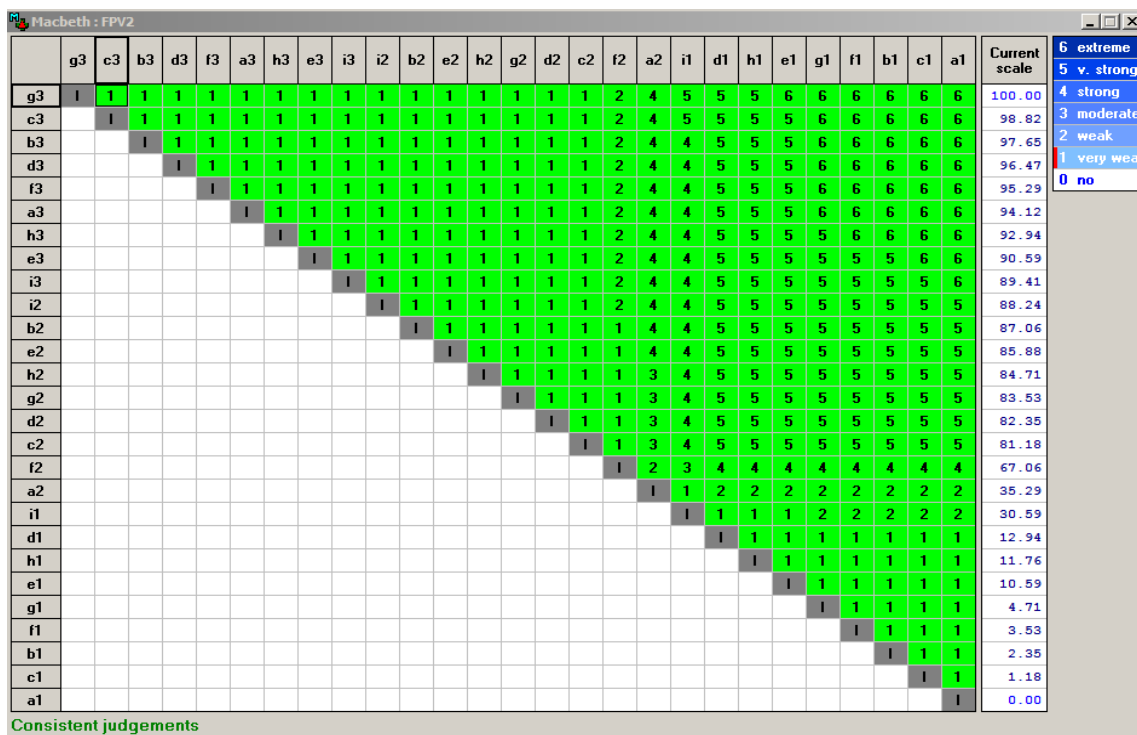 Macbeth : FPV2
g3 c3 b3 d3 f3 a3 h3 e3 i3 i2 b2 e2 h2 g2 d2 c2 f2 a2 i1 d1 h1 e1 g1 f1 b1 c1 a1 Current scale
g3 I 1 1 1 1 1 1 1 1 1 1 1 1 1 1 1 2 4 5 5 5 6 6 6 6 6 6 100.00
c3 I 1 1 1 1 1 1 1 1 1 1 1 1 1 1 2 4 5 5 5 5 6 6 6 6 6 98.82
b3 I 1 1 1 1 1 1 1 1 1 1 1 1 1 2 4 4 5 5 5 6 6 6 6 6 97.65
d3 I 1 1 1 1 1 1 1 1 1 1 1 1 2 4 4 5 5 5 6 6 6 6 6 96.47
f3 I 1 1 1 1 1 1 1 1 1 1 1 2 4 4 5 5 5 6 6 6 6 6 95.29
a3 I 1 1 1 1 1 1 1 1 1 1 2 4 4 5 5 5 6 6 6 6 6 94.12
h3 I 1 1 1 1 1 1 1 1 1 2 4 4 5 5 5 5 6 6 6 6 92.94
e3 I 1 1 1 1 1 1 1 1 2 4 4 5 5 5 5 5 5 6 6 90.59
i3 I 1 1 1 1 1 1 1 2 4 4 5 5 5 5 5 5 5 6 89.41
i2 I 1 1 1 1 1 1 2 4 4 5 5 5 5 5 5 5 5 88.24
b2 I 1 1 1 1 1 1 4 4 5 5 5 5 5 5 5 5 87.06
e2 I 1 1 1 1 1 4 4 5 5 5 5 5 5 5 5 85.88
h2 I 1 1 1 1 3 4 5 5 5 5 5 5 5 5 84.71
g2 I 1 1 1 3 4 5 5 5 5 5 5 5 5 83.53
d2 I 1 1 3 4 5 5 5 5 5 5 5 5 82.35
c2 I 1 3 4 5 5 5 5 5 5 5 5 81.18
f2 I 2 3 4 4 4 4 4 4 4 4 67.06
a2 I 1 2 2 2 2 2 2 2 2 35.29
i1 I 1 1 1 2 2 2 2 2 30.59
d1 I 1 1 1 1 1 1 1 12.94
h1 I 1 1 1 1 1 1 11.76
e1 I 1 1 1 1 1 10.59
g1 I 1 1 1 1 4.71
f1 I 1 1 1 3.53
b1 I 1 1 2.35
c1 I 1 1.18
a1 I 0.00
6 extreme
5 v. strong
4 strong
3 moderate
2 weak
1 very wea
0 no
Consistent judgements